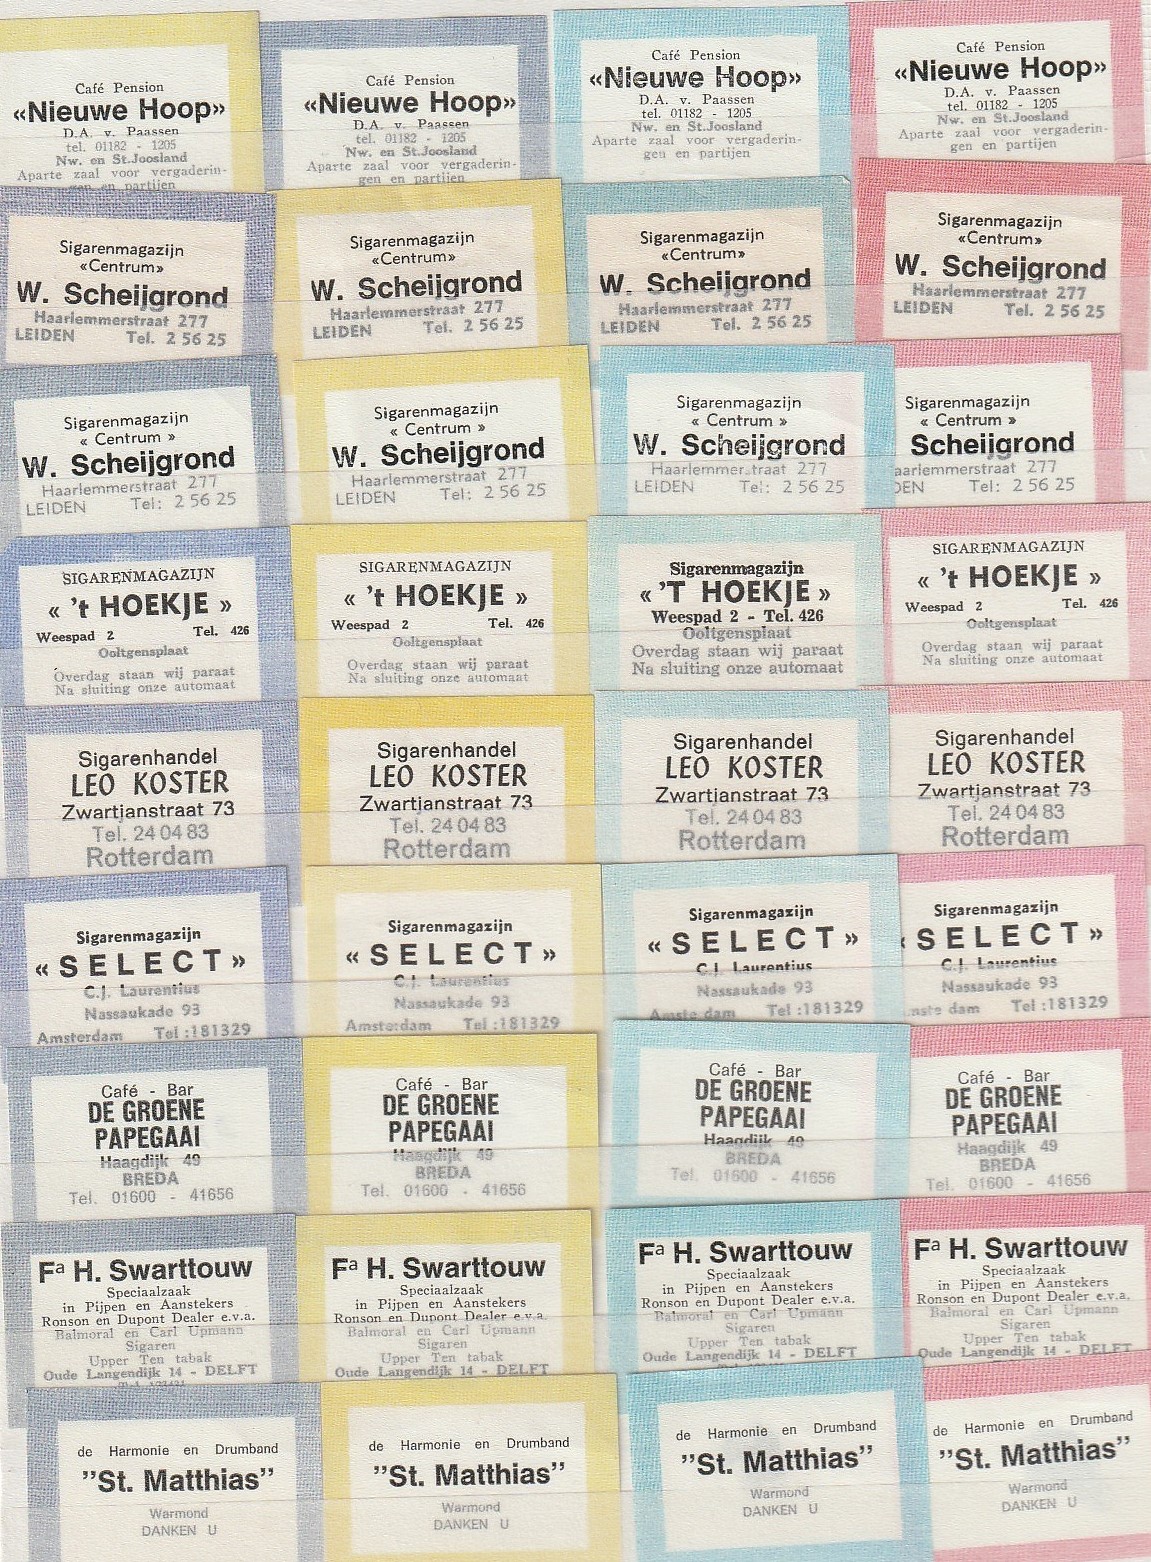 Café Pension
«Nieuwe Hoop»
D.A. v. Paassen
tel. 01182 - 1205
Nw. en St.Joosland
Aparte zaal voor vergaderin-
gen en partijen
Café Pension
«Nieuwe Hoop»
D.A. v. Paassen
tel. 01182 - 1205
Nw. en St.Joosland
Aparte zaal voor vergaderin-
gen en partijen
Café Pension
«Nieuwe Hoop»
D.A. v. Paassen
tel. 01182 - 1205
Nw. en St.Joosland
Aparte zaal voor vergaderin-
gen en partijen
Café Pension
«Nieuwe Hoop»
D.A. v. Paassen
tel. 01182 - 1205
Nw. en St.Joosland
Aparte zaal voor vergaderin-
gen en partijen
Sigarenmagazijn
«Centrum»
W. Scheijgrond
Haarlemmerstraat 277
LEIDEN Tel. 2 56 25
Sigarenmagazijn
«Centrum»
W. Scheijgrond
Haarlemmerstraat 277
LEIDEN Tel. 2 56 25
Sigarenmagazijn
«Centrum»
W. Scheijgrond
Haarlemmerstraat 277
LEIDEN Tel. 2 56 25
Sigarenmagazijn
«Centrum»
W. Scheijgrond
Haarlemmerstraat 277
LEIDEN Tel. 2 56 25
Sigarenmagazijn
« Centrum »
W. Scheijgrond
Haarlemmerstraat 277
LEIDEN Tel: 2 56 25
Sigarenmagazijn
« Centrum »
W. Scheijgrond
Haarlemmerstraat 277
LEIDEN Tel: 2 56 25
Sigarenmagazijn
« Centrum »
W. Scheijgrond
Haarlemmerstraat 277
LEIDEN Tel: 2 56 25
Sigarenmagazijn
« Centrum »
Scheijgrond
aarlemmerstraat 277
DEN Tel: 2 56 25
SIGARENMAGAZIJN
« 't HOEKJE »
Weespad 2 Tel. 426
Ooltgensplaat
Overdag staan wij paraat
Na sluiting onze automaat
SIGARENMAGAZIJN
« 't HOEKJE »
Weespad 2 Tel. 426
Ooltgensplaat
Overdag staan wij paraat
Na sluiting onze automaat
Sigarenmagazijn
« 'T HOEKJE »
Weespad 2 - Tel. 426
Ooltgensplaat
Overdag staan wij paraat
Na sluiting onze automaat
SIGARENMAGAZIJN
« 't HOEKJE »
Weespad 2 Tel. 426
Ooltgensplaat
Overdag staan wij paraat
Na sluiting onze automaat
Sigarenhandel
LEO KOSTER
Zwartjanstraat 73
Tel. 24 04 83
Rotterdam
Sigarenhandel
LEO KOSTER
Zwartjanstraat 73
Tel. 24 04 83
Rotterdam
Sigarenhandel
LEO KOSTER
Zwartjanstraat 73
Tel. 24 04 83
Rotterdam
Sigarenhandel
LEO KOSTER
Zwartjanstraat 73
Tel. 24 04 83
Rotterdam
Sigarenmagazijn
« SELECT »
C.J. Laurentius
Nassaukade 93
Amsterdam Tel :181329
Sigarenmagazijn
« SELECT »
C.J. Laurentius
Nassaukade 93
Amsterdam Tel :181329
Sigarenmagazijn
« SELECT »
C.J. Laurentius
Nassaukade 93
Amsterdam Tel :181329
Sigarenmagazijn
SELECT »
C.J. Laurentius
Nassaukade 93
Tel :181329
Café - Bar
DE GROENE
PAPEGAAI
Haagdijk 49
BREDA
Tel. 01600 - 41656
Café - Bar
DE GROENE
PAPEGAAI
Haagdijk 49
BREDA
Tel. 01600 - 41656
Café - Bar
DE GROENE
PAPEGAAI
Haagdijk 49
BREDA
Tel. 01600 - 41656
Café - Bar
DE GROENE
PAPEGAAI
Haagdijk 49
BREDA
Tel. 01600 - 41656
Fa H. Swarttouw
Speciaalzaak
in Pijpen en Aanstekers
Ronson en Dupont Dealer e.v.a.
Balmoral en Carl Upmann
Sigaren
Upper Ten tabak
Oude Langendijk 14 - DELFT
Fa H. Swarttouw
Speciaalzaak
in Pijpen en Aanstekers
Ronson en Dupont Dealer e.v.a.
Balmoral en Carl Upmann
Sigaren
Upper Ten tabak
Oude Langendijk 14 - DELFT
Fa H. Swarttouw
Speciaalzaak
in Pijpen en Aanstekers
Ronson en Dupont Dealer e.v.a.
Balmoral en Carl Upmann
Sigaren
Upper Ten tabak
Oude Langendijk 14 - DELFT
Fa H. Swarttouw
Speciaalzaak
in Pijpen en Aanstekers
Ronson en Dupont Dealer e.v.a.
Balmoral en Carl Upmann
Sigaren
Upper Ten tabak
Oude Langendijk 14 - DELFT
de Harmonie en Drumband
"St. Matthias"
Warmond
DANKEN U
de Harmonie en Drumband
"St. Matthias"
Warmond
DANKEN U
de Harmonie en Drumband
"St. Matthias"
Warmond
DANKEN U
de Harmonie en Drumband
"St. Matthias"
Warmond
DANKEN U